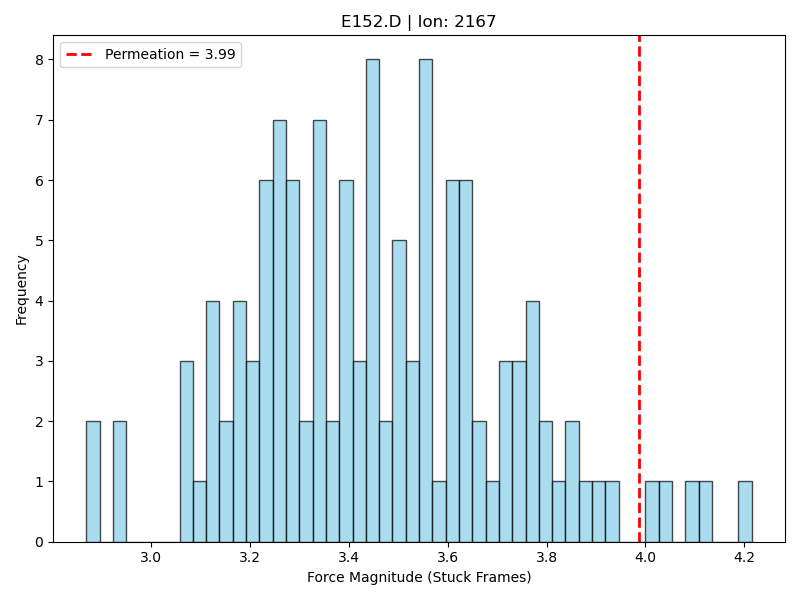 E152.D | Ion: 2167
Permeation = 3.99
Frequency
8
7
6
5
4
3
2
1
0
3.0 3.2 3.4 3.6 3.8 4.0 4.2
Force Magnitude (Stuck Frames)